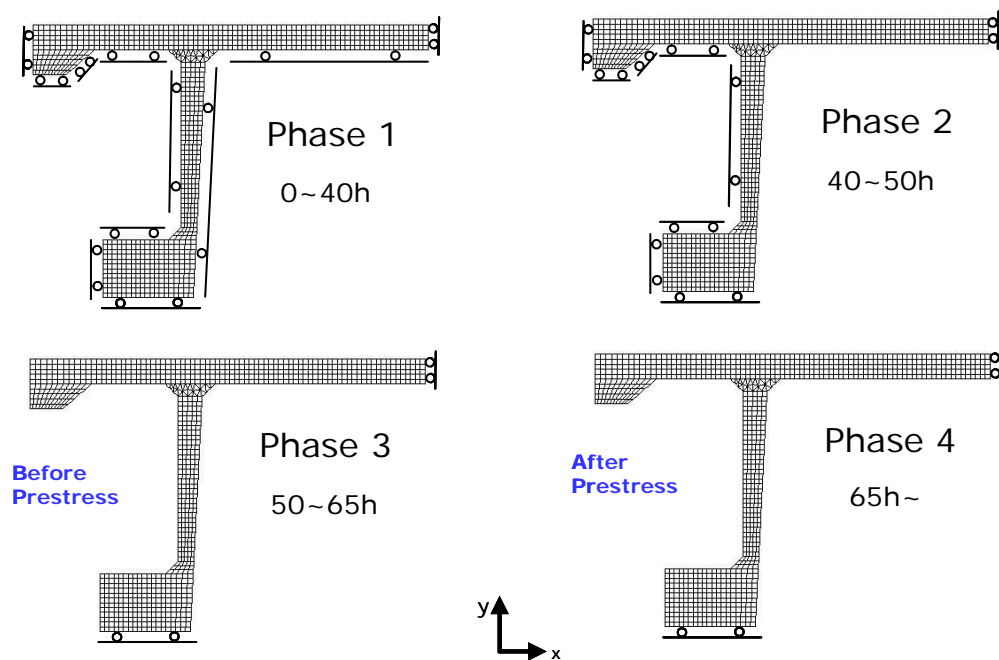 Phase 1
0~40h
Phase 2
40~50h
Phase 3
Before
Prestress
50~65h
Phase 4
After
Prestress
65h~
y
x